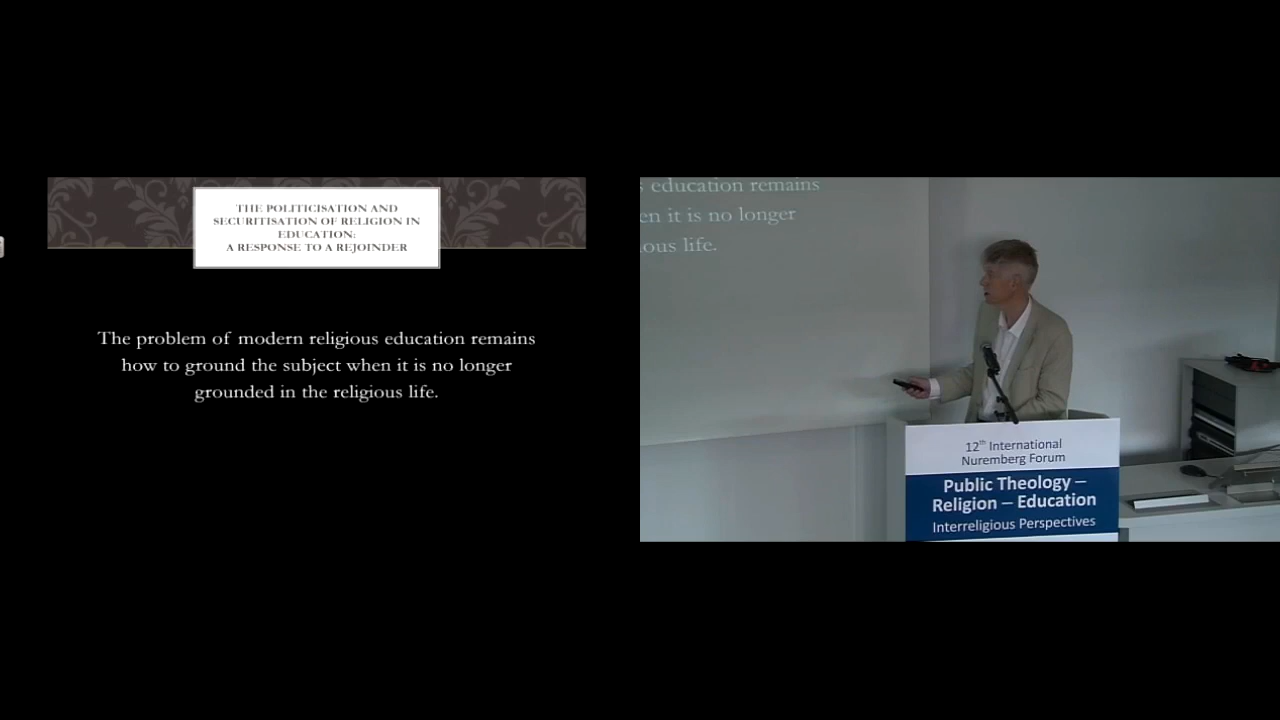 THE POLITICISATION AND
SECURITISATION OF RELIGION IN
EDUCATION:
A RESPONSE TO A REJOINDER
The problem of modern religious education remains
how to ground the subject when it is no longer
grounded in the religious life.
education remains
en it is no longer
ious life.
12th International
Nuremberg Forum
Public Theology –
Religion – Education
Interreligious Perspectives